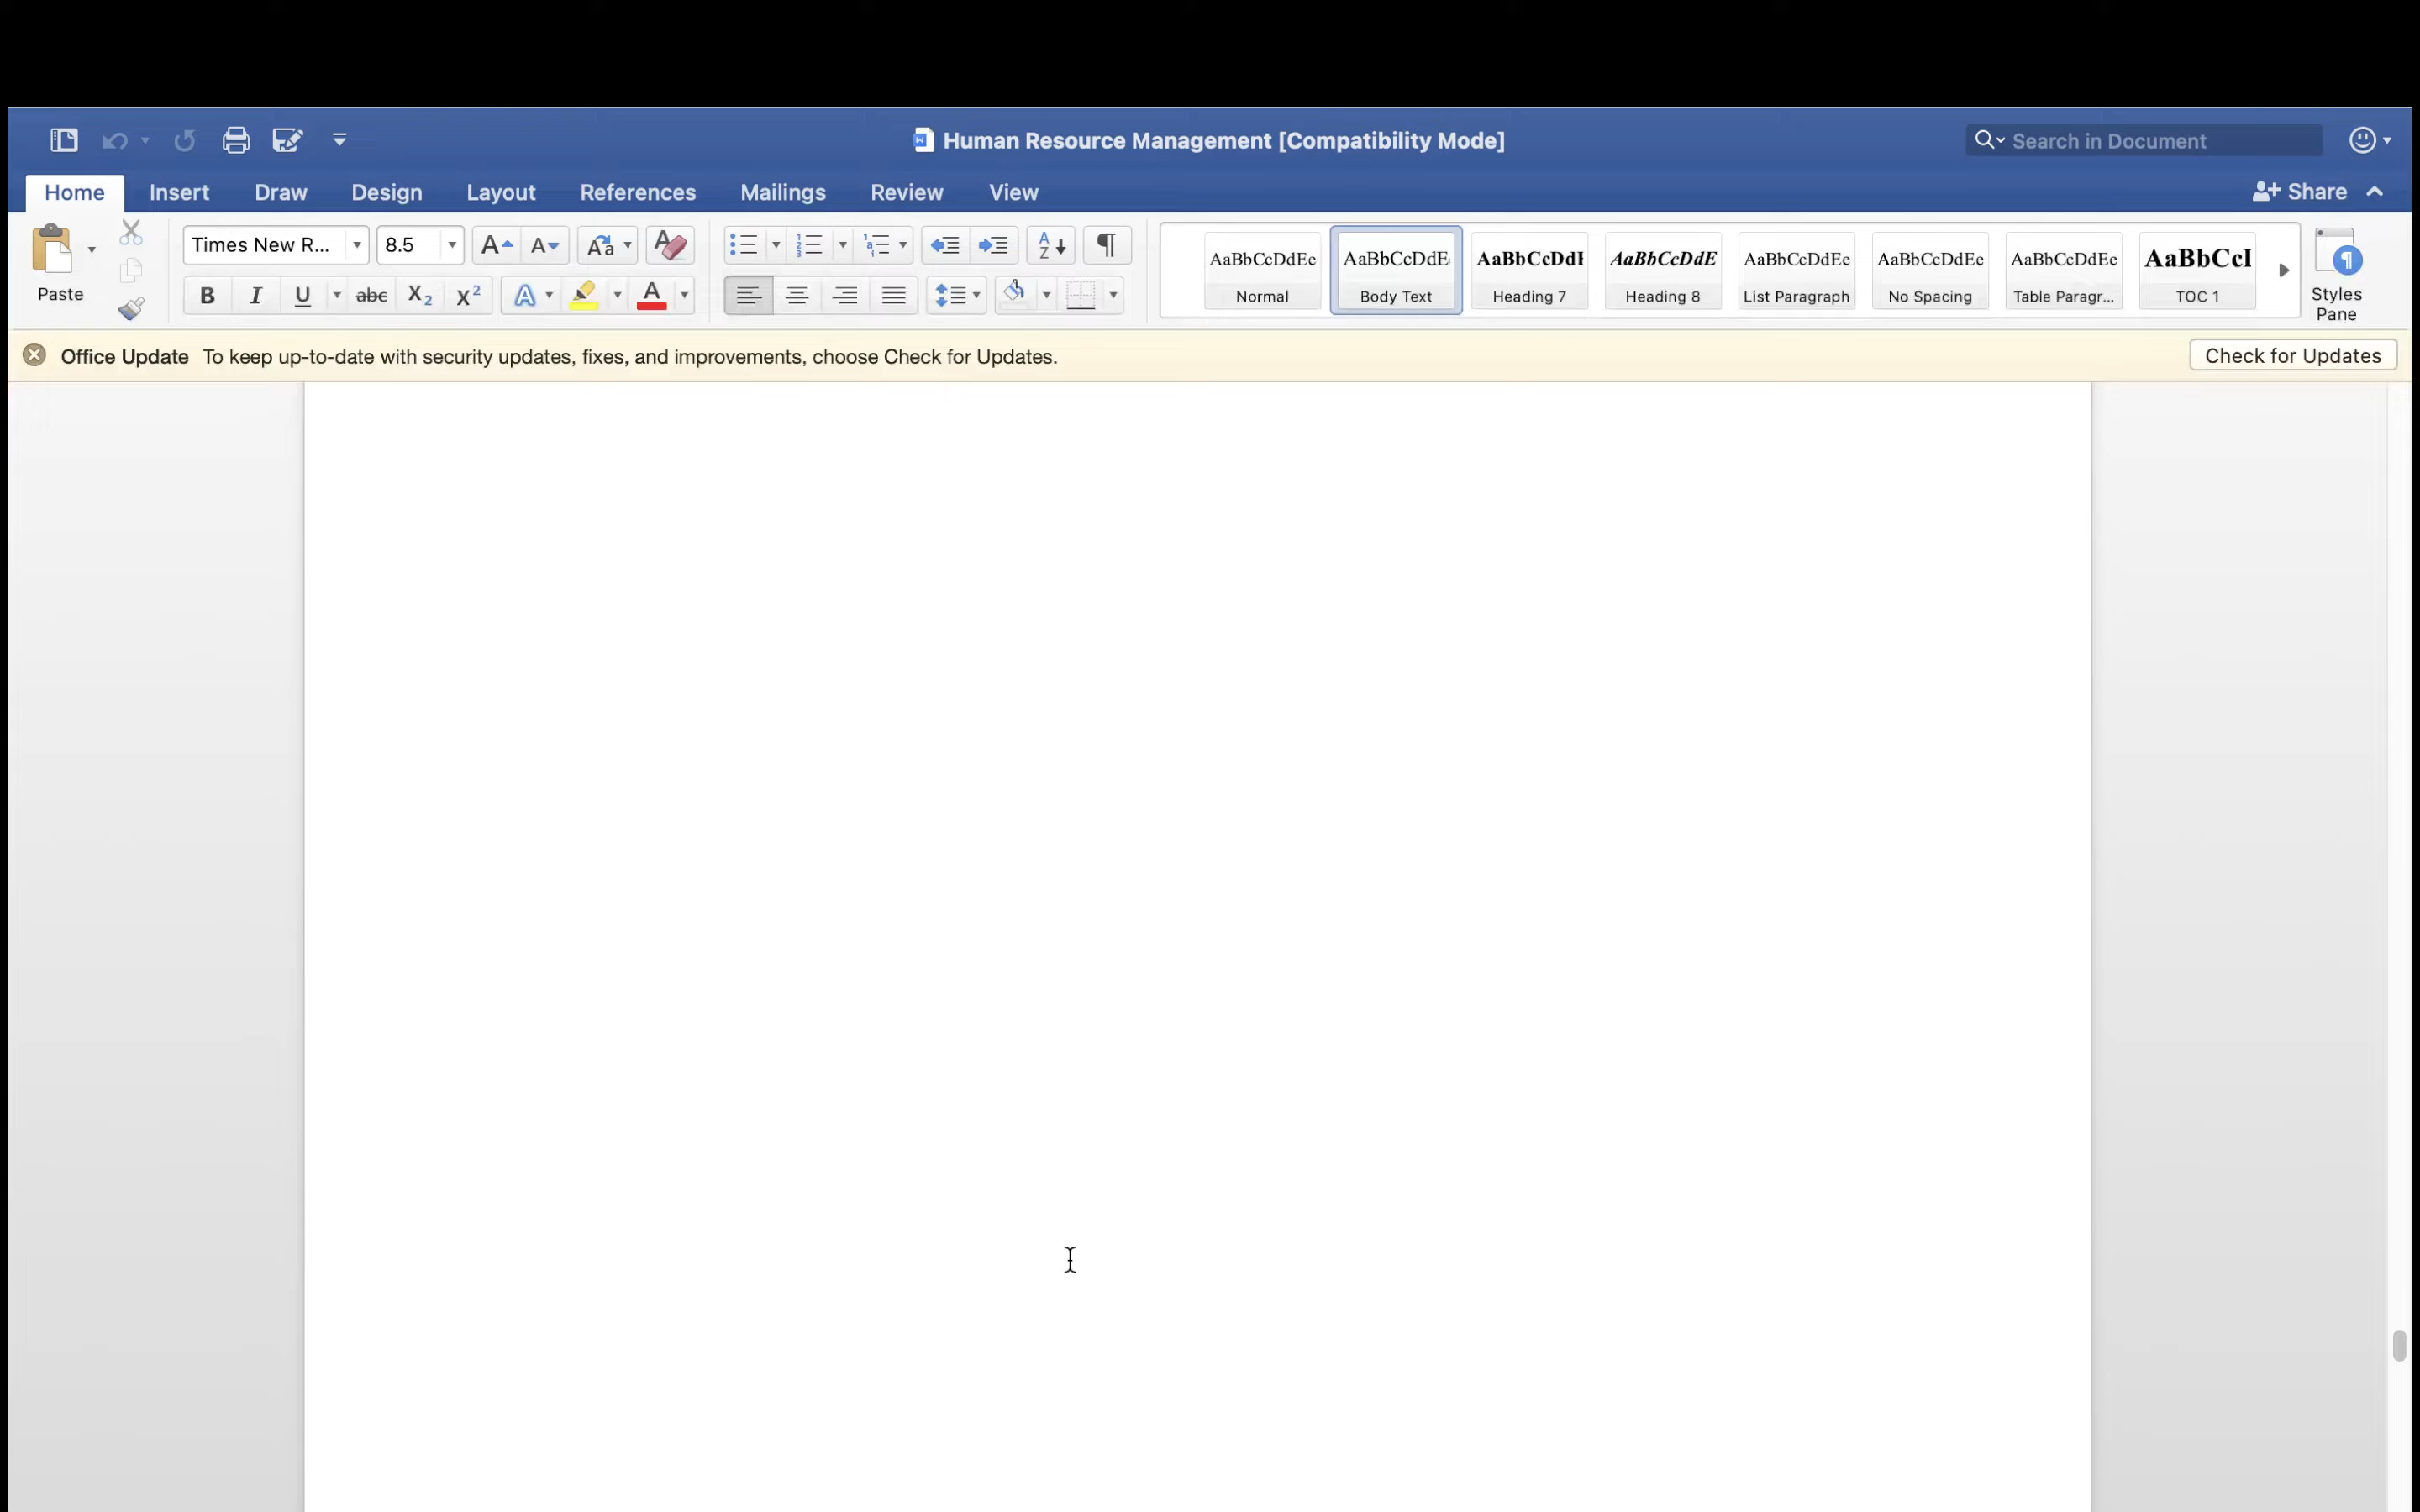 Human Resource Management [Compatibility Mode]
Search in Document
Home Insert Draw Design Layout References Mailings Review View
Share
Paste
Times New R... 8.5
AaBbCcDdEe AaBbCcDdE AaBbCcDdE AaBbCcDdE AaBbCcDdEe AaBbCcDdEe AaBbCcDdEe AaBbCcI
Normal Body Text Heading 7 Heading 8 List Paragraph No Spacing Table Paragr... TOC 1
Styles
Pane
B I U abc X2 X2 A A
Office Update To keep up-to-date with security updates, fixes, and improvements, choose Check for Updates.
Check for Updates